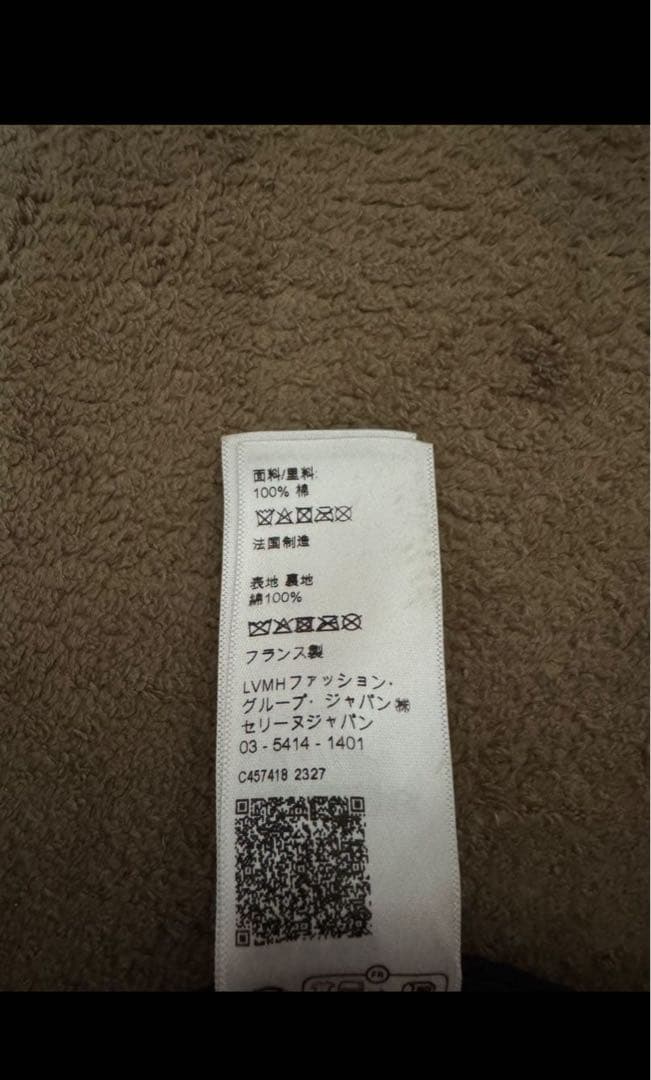 面料/里料:
100% 棉
法国制造
表地 裏地
綿100%
フランス製
LVMHファッション・
グループ・ジャパン㈱
セリーヌジャパン
03 - 5414 - 1401
C457418 2327
FR